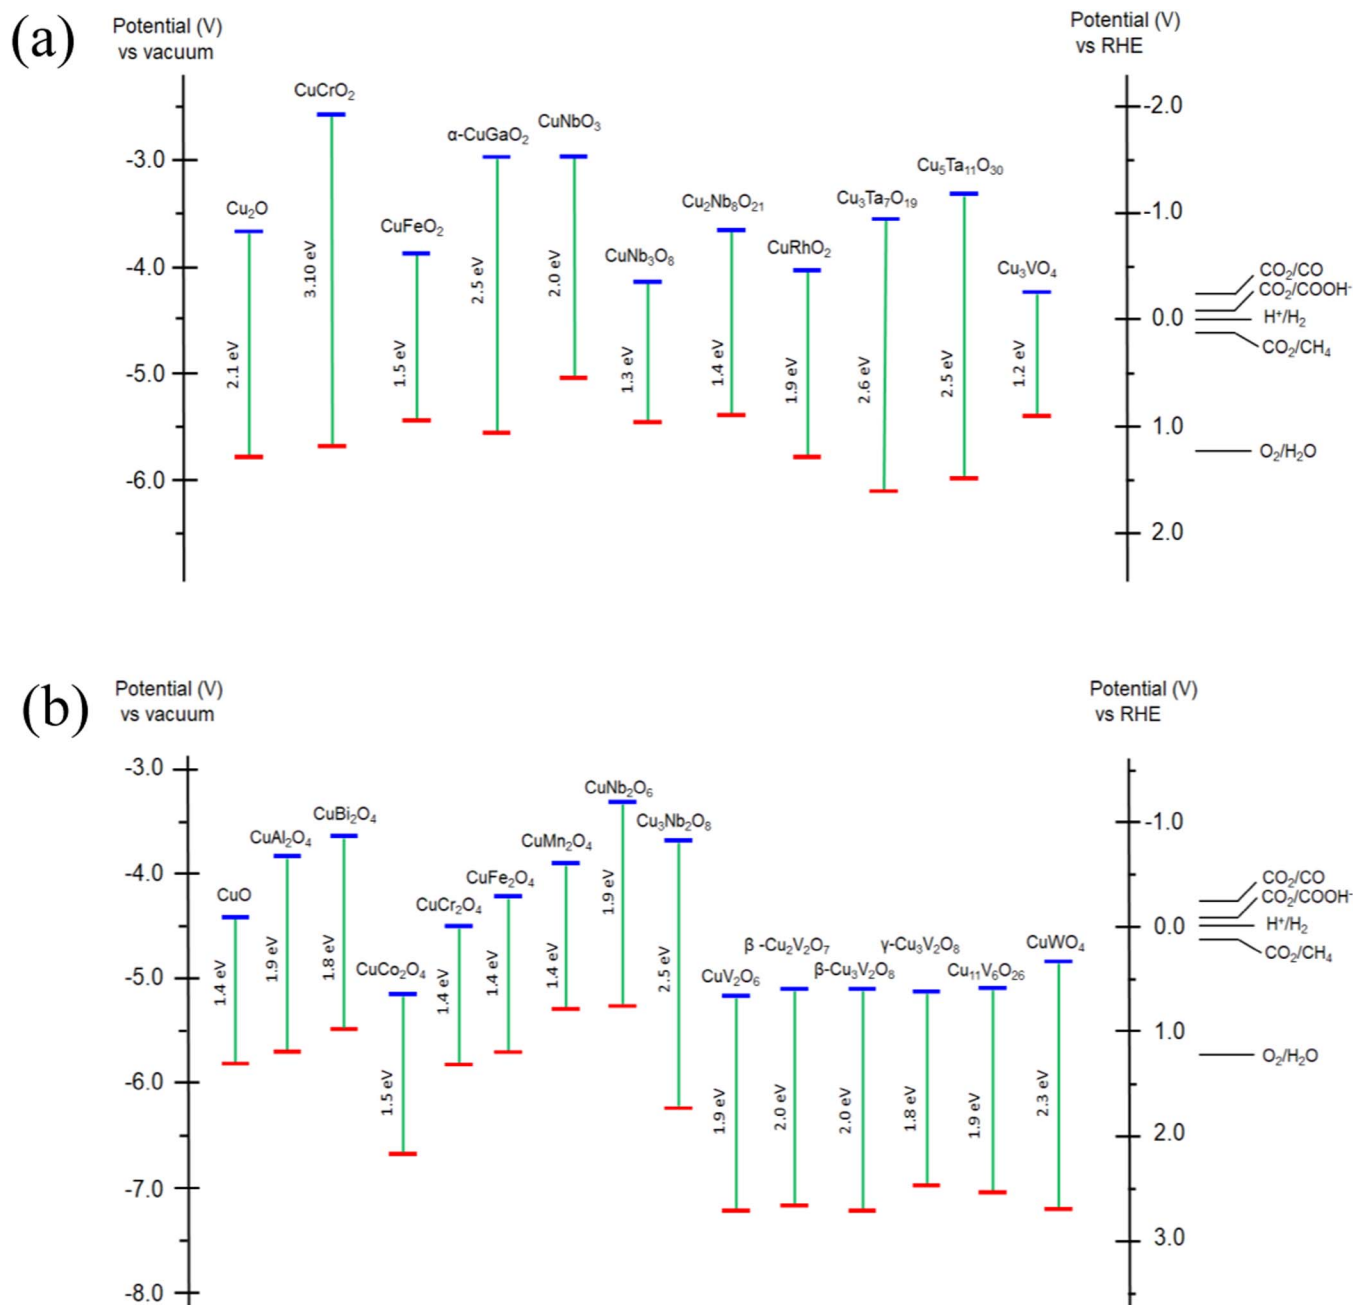 (a)
Potential (V)
vs vacuum
Potential (V)
vs RHE
CuCrO₂
-2.0
CuNbO₃
α-CuGaO₂
-3.0
Cu₅Ta₁₁O₃₀
Cu₃Ta₇O₁₉
Cu₂Nb₈O₂₁
Cu₂O
-1.0
CuFeO₂
CuRhO₂
CuNb₃O₈
-4.0
Cu₃VO₄
CO₂/CO
CO₂/COOH⁻
0.0
H⁺/H₂
CO₂/CH₄
2.1 eV
3.10 eV
1.5 eV
2.5 eV
2.0 eV
1.3 eV
1.4 eV
1.9 eV
2.6 eV
2.5 eV
1.2 eV
-5.0
1.0
O₂/H₂O
-6.0
2.0
(b)
Potential (V)
vs vacuum
Potential (V)
vs RHE
-3.0
CuNb₂O₆
CuBi₂O₄
Cu₃Nb₂O₈
-1.0
CuAl₂O₄
CuMn₂O₄
-4.0
CuFe₂O₄
CO₂/CO
CuO
CO₂/COOH⁻
CuCr₂O₄
0.0
H⁺/H₂
β -Cu₂V₂O₇
γ-Cu₃V₂O₈
CuWO₄
CO₂/CH₄
CuCo₂O₄
CuV₂O₆
β-Cu₃V₂O₈
Cu₁₁V₆O₂₆
-5.0
1.4 eV
1.9 eV
1.8 eV
1.5 eV
1.4 eV
1.4 eV
1.4 eV
1.9 eV
2.5 eV
1.9 eV
2.0 eV
2.0 eV
1.8 eV
1.9 eV
2.3 eV
1.0
O₂/H₂O
-6.0
2.0
-7.0
3.0
-8.0